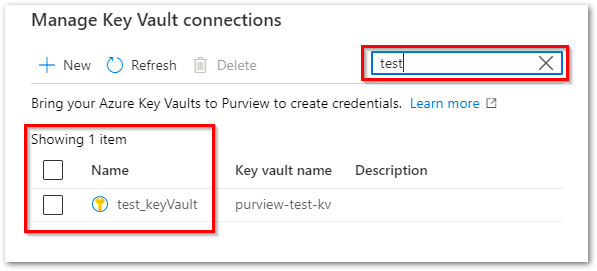 Manage Key Vault connections
New Refresh Delete test
Bring your Azure Key Vaults to Purview to create credentials. Learn more
Showing 1 item
Name Key vault name Description
test_keyVault purview-test-kv